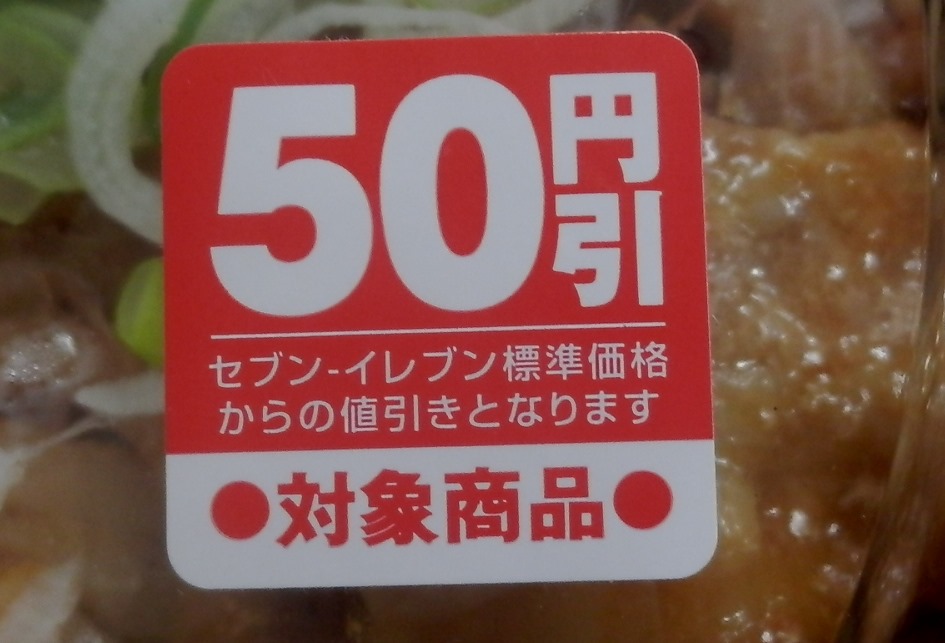 50円引
セブン-イレブン標準価格
からの値引きとなります
●対象商品●